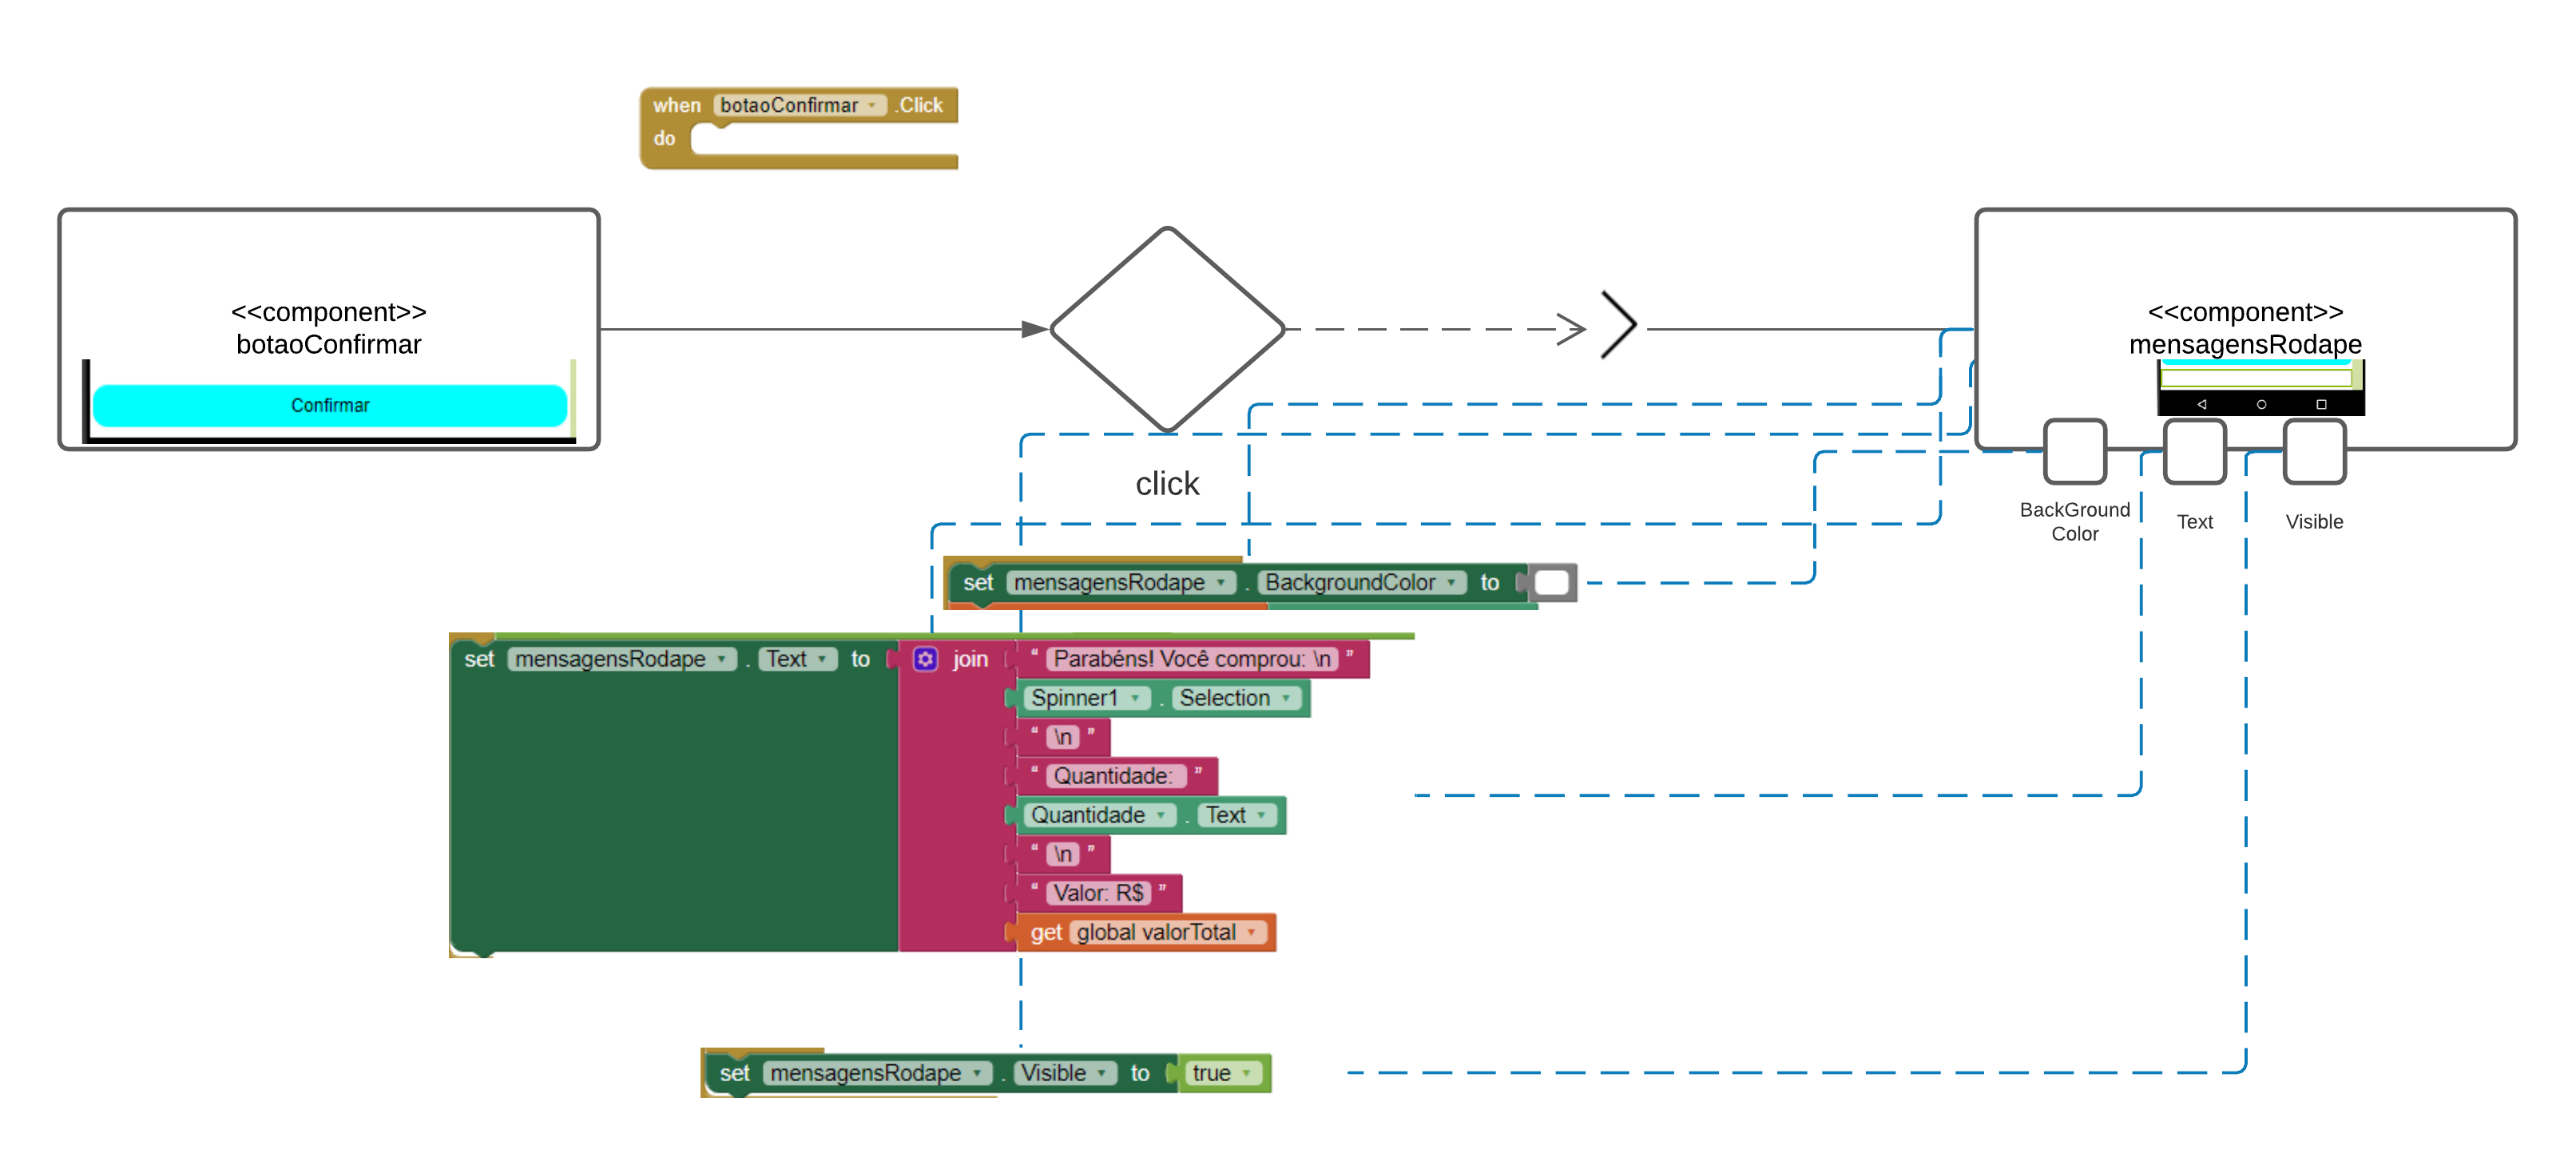 when botaoConfirmar .Click
do
<<component>>
botaoConfirmar
Confirmar
<<component>>
mensagensRodape
click
BackGround
Color
Text
Visible
set mensagensRodape . BackgroundColor to
set mensagensRodape . Text to join “ Parabéns! Você comprou: \n ”
Spinner1 . Selection
“ \n ”
“ Quantidade: ”
Quantidade . Text
“ \n ”
“ Valor: R$ ”
get global valorTotal
set mensagensRodape . Visible to true